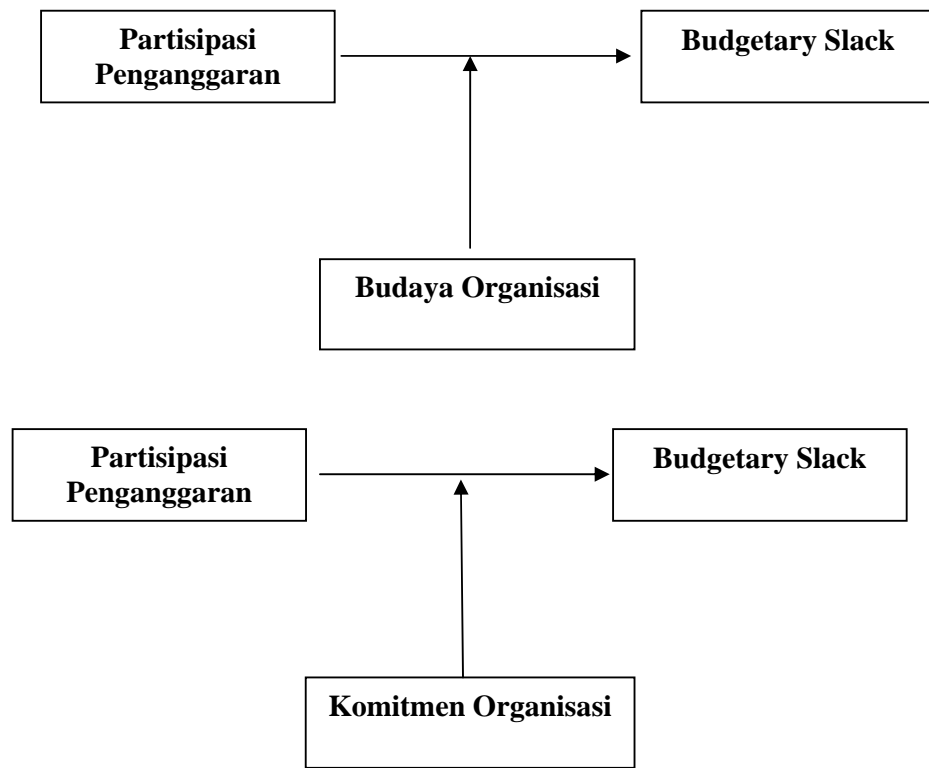 Partisipasi
Penganggaran
Budgetary Slack
Budaya Organisasi
Partisipasi
Penganggaran
Budgetary Slack
Komitmen Organisasi